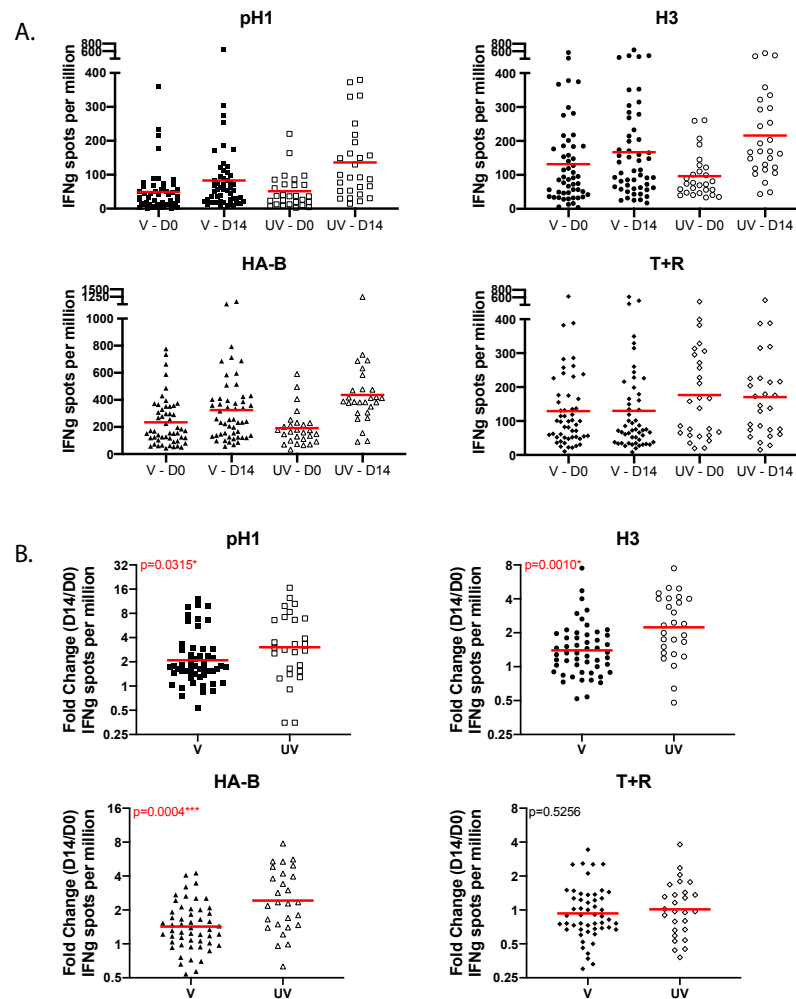 A.
pH1
IFNg spots per million
800
600
400
300
200
100
0
V - D0
V - D14
UV - D0
UV - D14
H3
IFNg spots per million
800
600
400
300
200
100
0
V - D0
V - D14
UV - D0
UV - D14
HA-B
IFNg spots per million
1500
1250
1000
800
600
400
200
0
V - D0
V - D14
UV - D0
UV - D14
T+R
IFNg spots per million
800
600
400
300
200
100
0
V - D0
V - D14
UV - D0
UV - D14
B.
pH1
p=0.0315*
Fold Change (D14/D0)
IFNg spots per million
32
16
8
4
2
1
0.5
0.25
V
UV
H3
p=0.0010*
Fold Change (D14/D0)
IFNg spots per million
8
4
2
1
0.5
0.25
V
UV
HA-B
p=0.0004***
Fold Change (D14/D0)
IFNg spots per million
16
8
4
2
1
0.5
V
UV
T+R
p=0.5256
Fold Change (D14/D0)
IFNg spots per million
8
4
2
1
0.5
0.25
V
UV